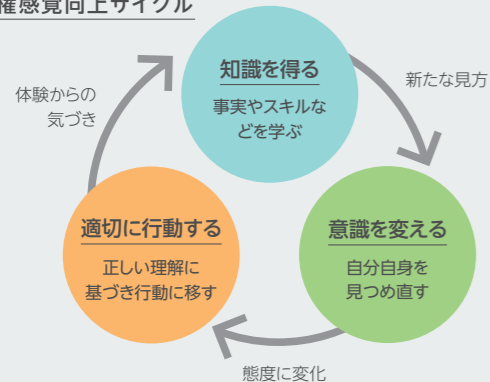 権感覚向上サイクル
知識を得る
事実やスキルな
どを学ぶ
新たな見方
体験からの
気づき
適切に行動する
正しい理解に
基づき行動に移す
意識を変える
自分自身を
見つめ直す
態度に変化